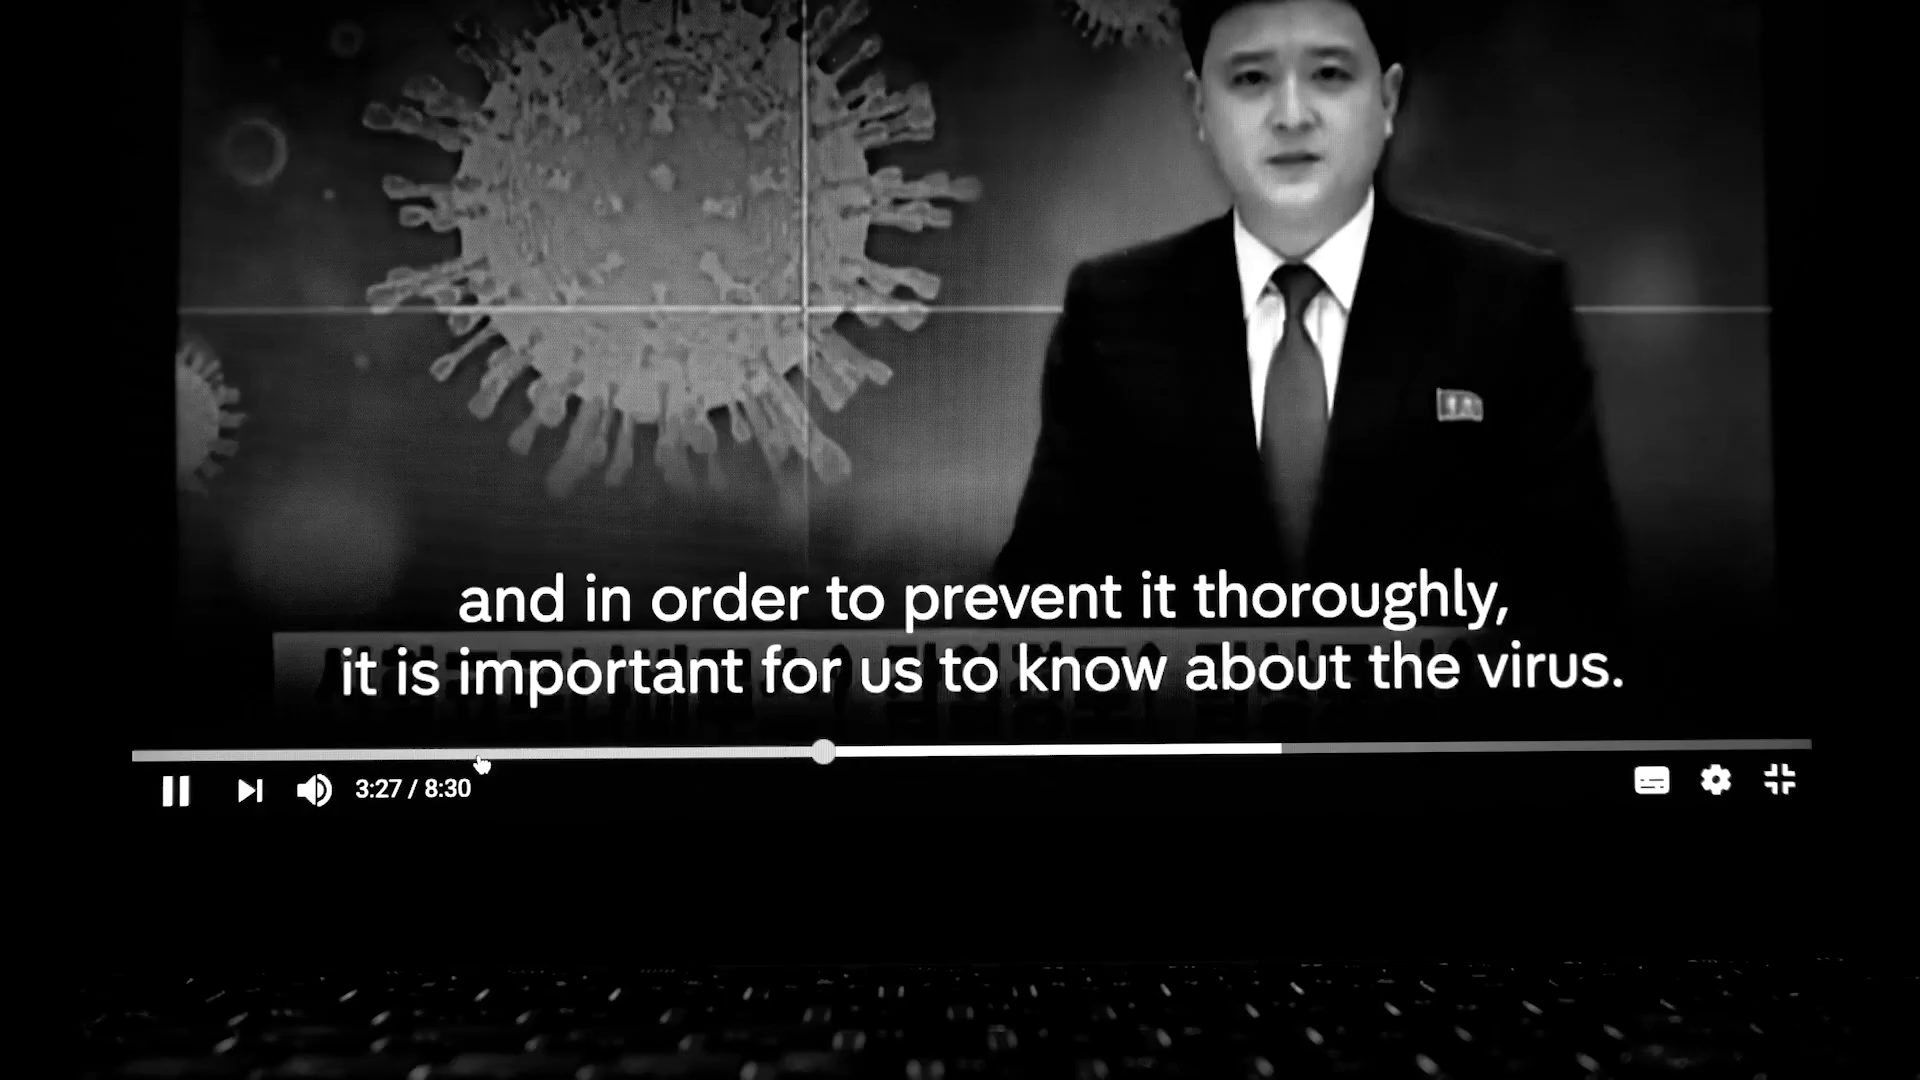 and in order to prevent it thoroughly,
it is important for us to know about the virus.
3:27 / 8:30